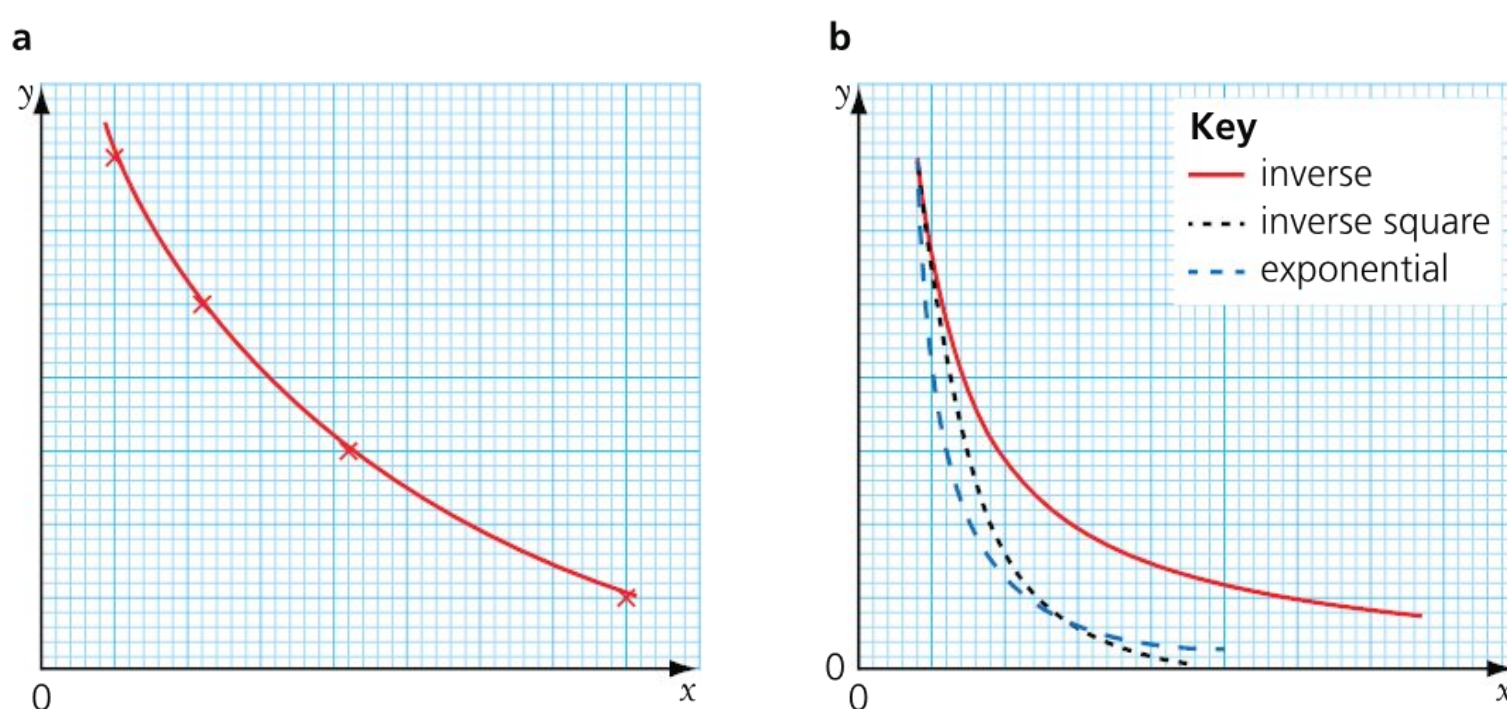 a
b
y
y
Key
inverse
inverse square
exponential
0
0
x
0
x